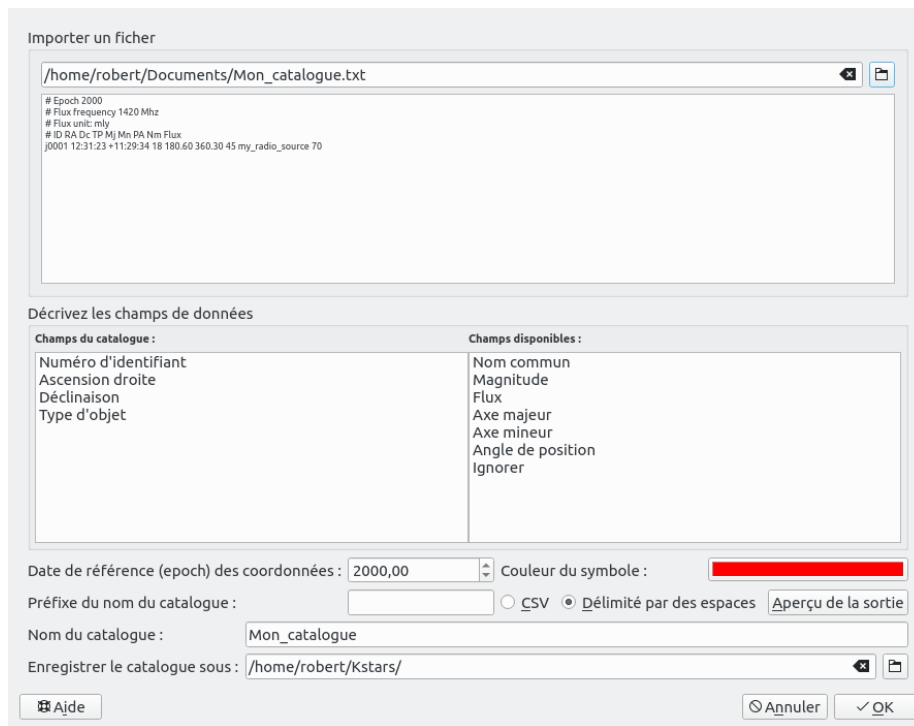 Importer un ficher
/home/robert/Documents/Mon_catalogue.txt
# Epoch 2000
# Flux frequency 1420 Mhz
# Flux unit: mly
# ID RA Dc TP Mj Mn PA Nm Flux
j0001 12:31:23 +11:29:34 18 180.60 360.30 45 my_radio_source 70
Décrivez les champs de données
Champs du catalogue : Champs disponibles :
Numéro d'identifiant Nom commun
Ascension droite Magnitude
Déclinaison Flux
Type d'objet Axe majeur
Axe mineur
Angle de position
Ignorer
Date de référence (epoch) des coordonnées : 2000,00 Couleur du symbole :
Préfixe du nom du catalogue : CSV Délimité par des espaces Aperçu de la sortie
Nom du catalogue : Mon_catalogue
Enregistrer le catalogue sous : /home/robert/Kstars/
Aide Annuler OK